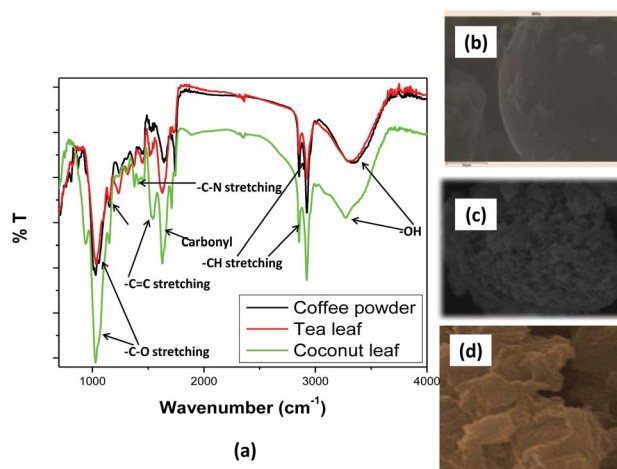 (a)
% T
-C-N stretching
Carbonyl
-C=C stretching
-C-O stretching
-CH stretching
-OH
Coffee powder
Tea leaf
Coconut leaf
1000 2000 3000 4000
Wavenumber (cm⁻¹)
(a)
(b)
(c)
(d)